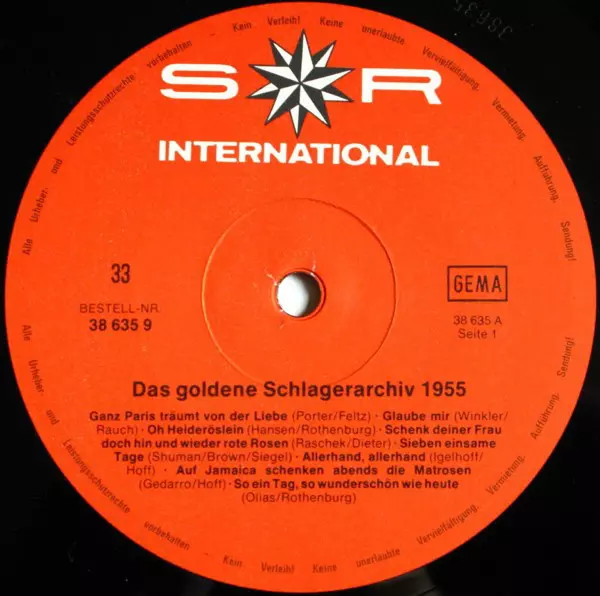 Alle Urheber- und Leistungsschutzrechte vorbehalten Kein Verleih! Keine unerlaubte Vervielfältigung, Vermietung, Aufführung, Sendung!
38635
S R
INTERNATIONAL
33
BESTELL-NR.
38 635 9
GEMA
38 635 A
Seite 1
Das goldene Schlagerarchiv 1955
Ganz Paris träumt von der Liebe (Porter/Feltz) · Glaube mir (Winkler/
Rauch) · Oh Heideröslein (Hansen/Rothenburg) · Schenk deiner Frau
doch hin und wieder rote Rosen (Raschek/Dieter) · Sieben einsame
Tage (Shuman/Brown/Siegel) · Allerhand, allerhand (Igelhoff/
Hoff) · Auf Jamaica schenken abends die Matrosen
(Gedarro/Hoff) · So ein Tag, so wunderschön wie heute
(Olias/Rothenburg)
Alle Urheber- und Leistungsschutzrechte vorbehalten Kein Verleih! Keine unerlaubte Vervielfältigung, Vermietung, Aufführung, Sendung!